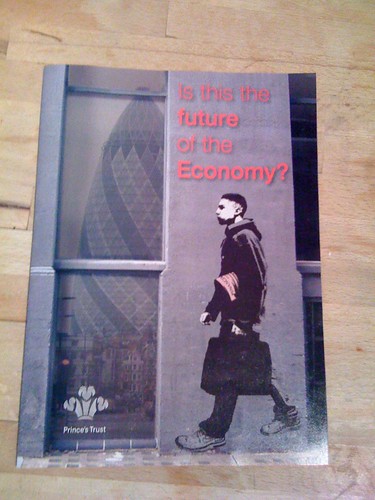 Is this the
future
of the
Economy?
Prince's Trust